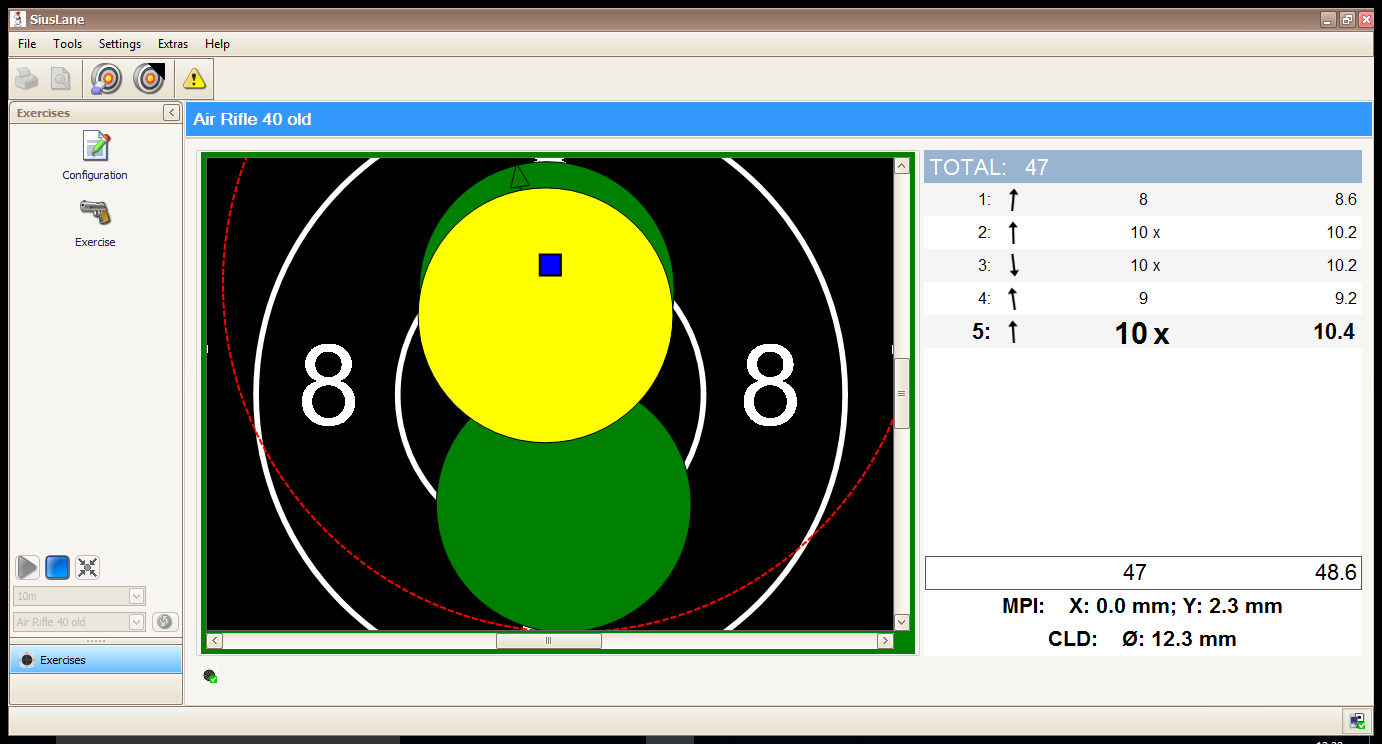 SiusLane
File Tools Settings Extras Help
Exercises
Configuration
Exercise
10m
Air Rifle 40 old
Exercises
Air Rifle 40 old
8 8
TOTAL: 47
1: 8 8.6
2: 10 x 10.2
3: 10 x 10.2
4: 9 9.2
5: 10 x 10.4
47 48.6
MPI: X: 0.0 mm; Y: 2.3 mm
CLD: Ø: 12.3 mm